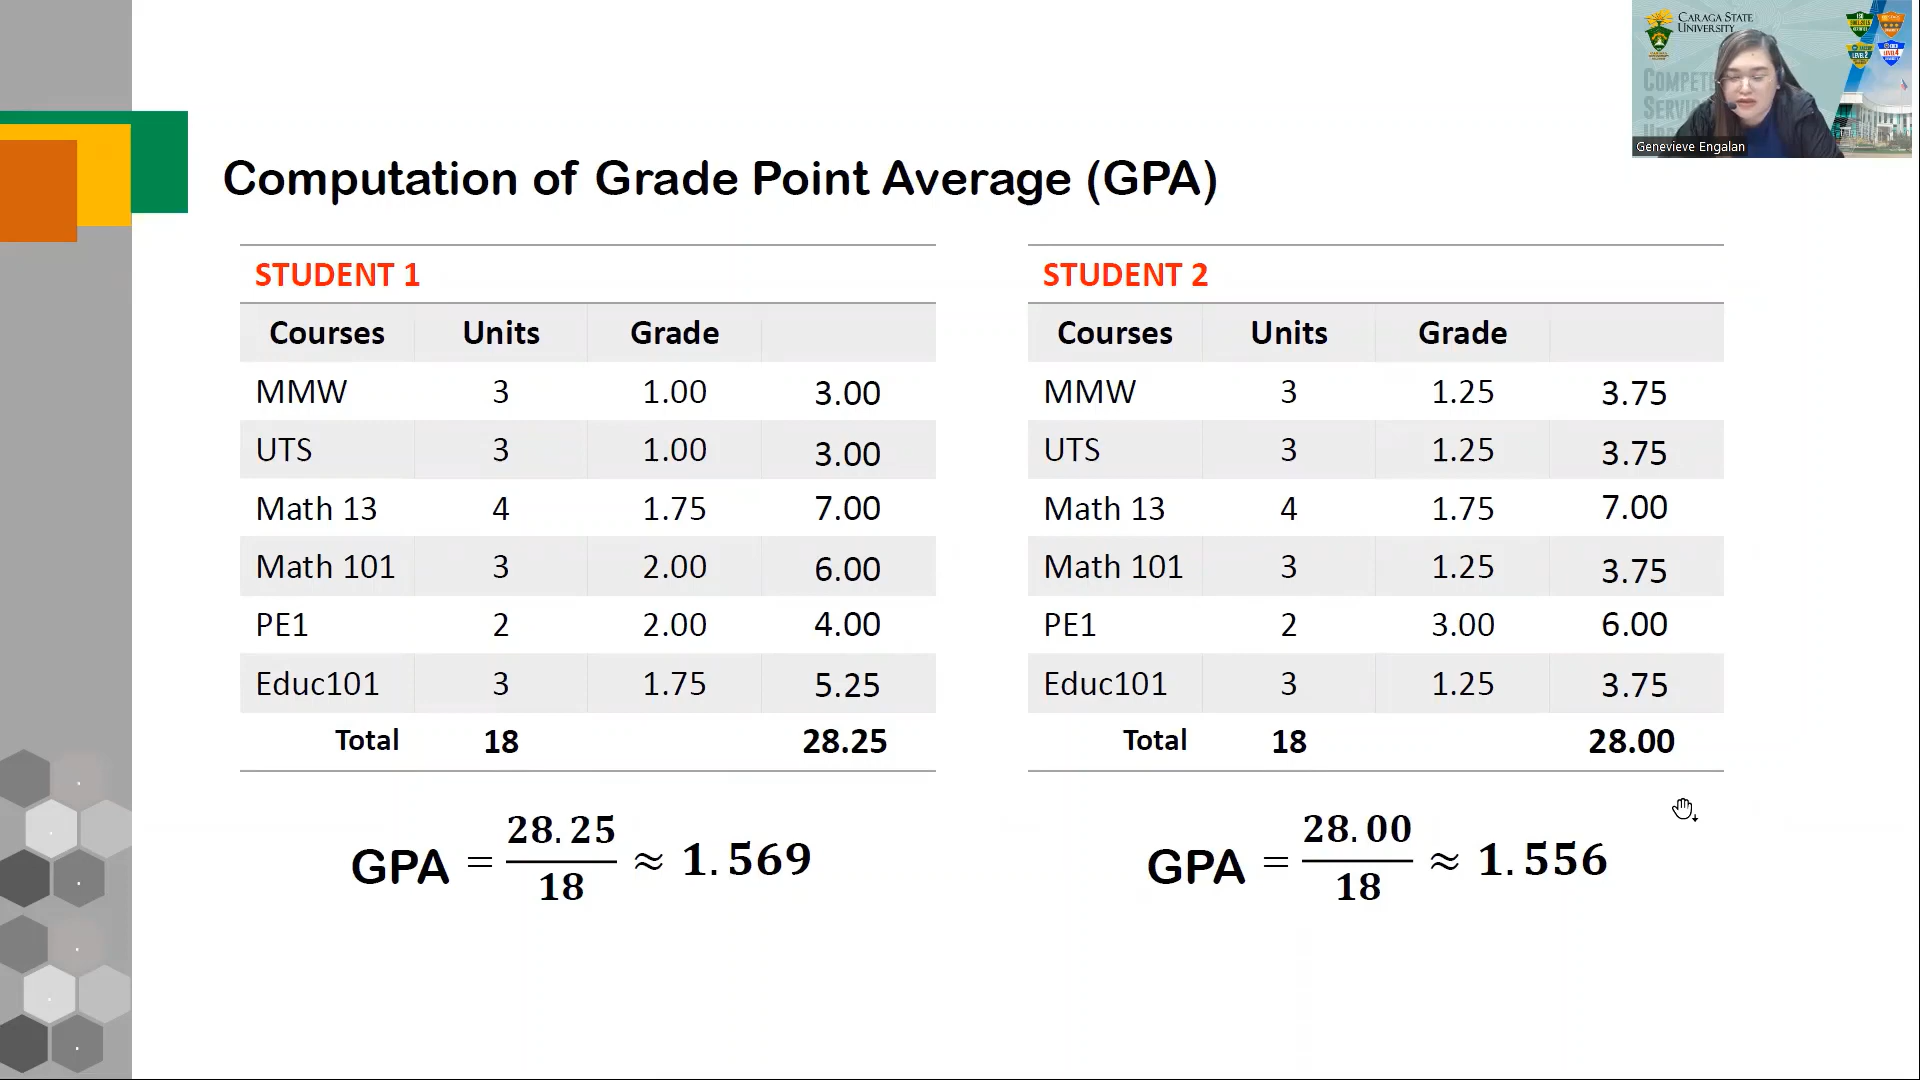 CARAGA STATE
UNIVERSITY
COMPETE
SERVIC
Genevieve Engalan
Computation of Grade Point Average (GPA)
STUDENT 1
Courses Units Grade
MMW 3 1.00 3.00
UTS 3 1.00 3.00
Math 13 4 1.75 7.00
Math 101 3 2.00 6.00
PE1 2 2.00 4.00
Educ101 3 1.75 5.25
Total 18 28.25
GPA = 28.25/18 ≈ 1.569
STUDENT 2
Courses Units Grade
MMW 3 1.25 3.75
UTS 3 1.25 3.75
Math 13 4 1.75 7.00
Math 101 3 1.25 3.75
PE1 2 3.00 6.00
Educ101 3 1.25 3.75
Total 18 28.00
GPA = 28.00/18 ≈ 1.556